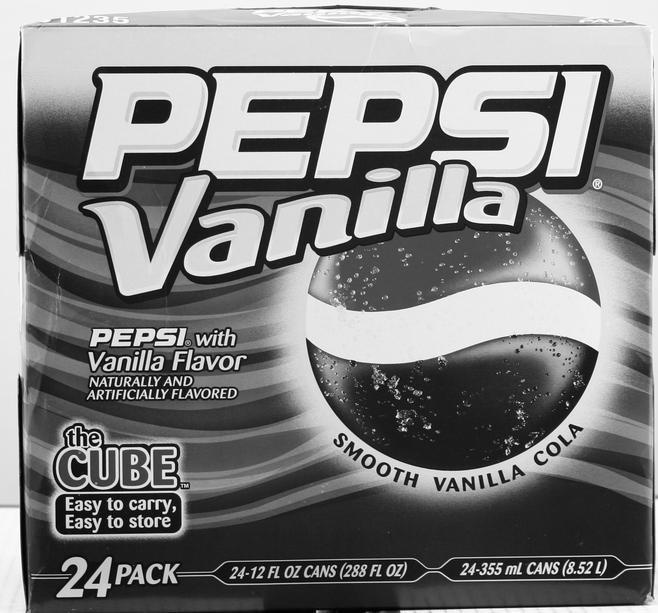 PEPSI®
Vanilla
PEPSI® with
Vanilla Flavor
NATURALLY AND
ARTIFICIALLY FLAVORED
SMOOTH VANILLA COLA
the
CUBE™
Easy to carry,
Easy to store
24 PACK
24-12 FL OZ CANS (288 FL OZ)
24-355 mL CANS (8.52 L)